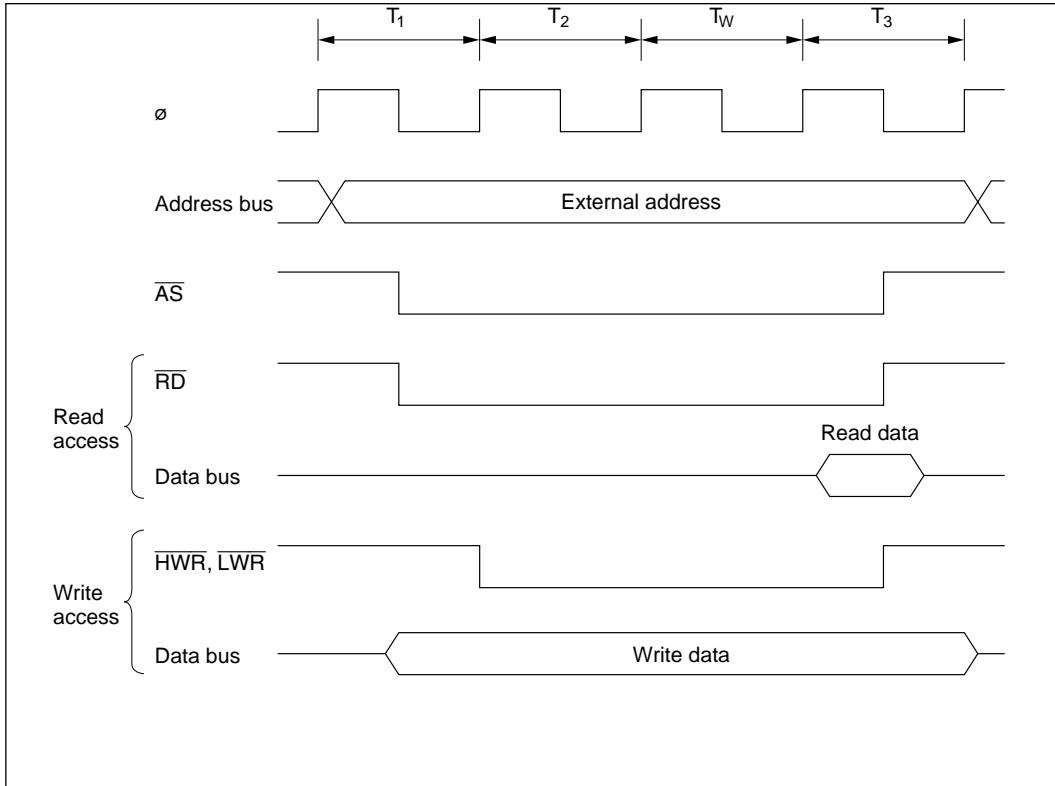 T1 T2 TW T3
ø
Address bus External address
AS
RD
Read access
Read data
Data bus
HWR, LWR
Write access
Data bus Write data